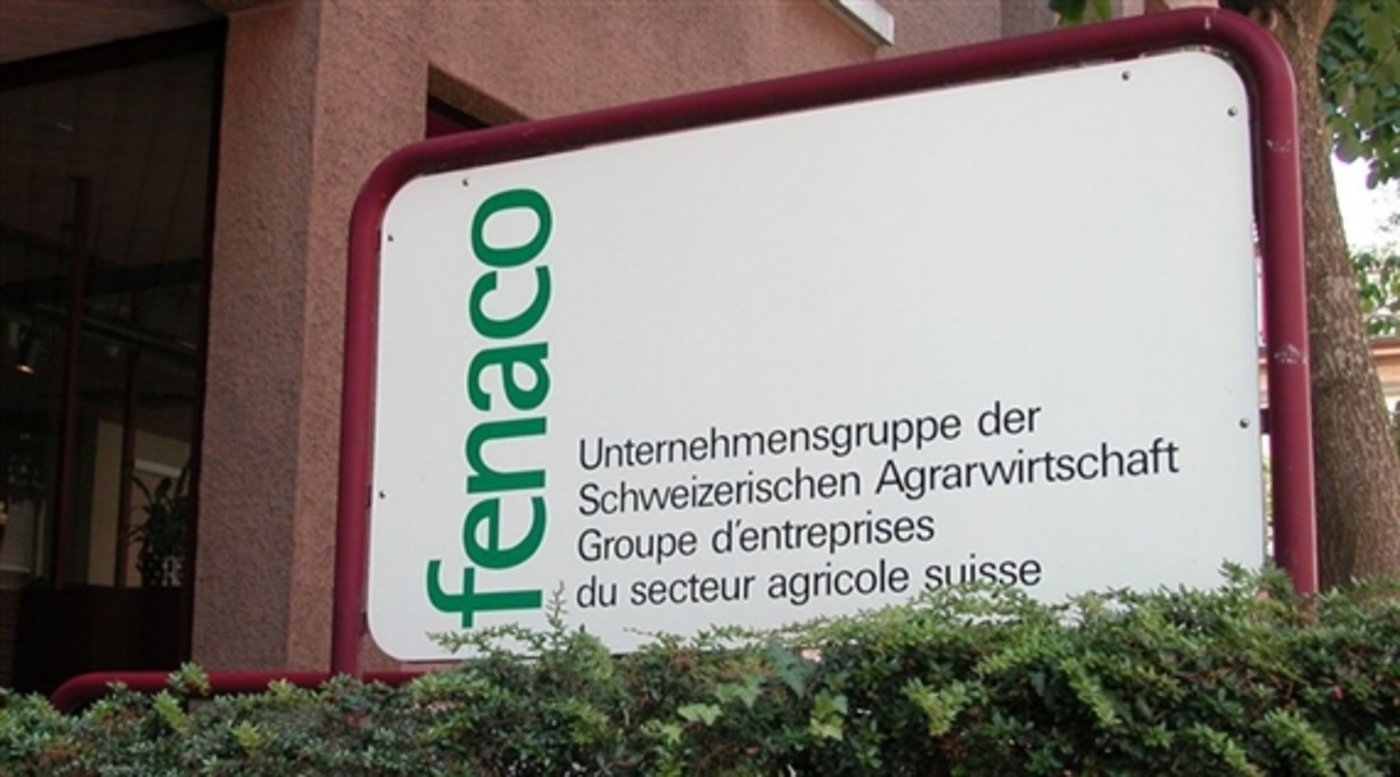 fenaco
Unternehmensgruppe der
Schweizerischen Agrarwirtschaft
Groupe d'entreprises
du secteur agricole suisse